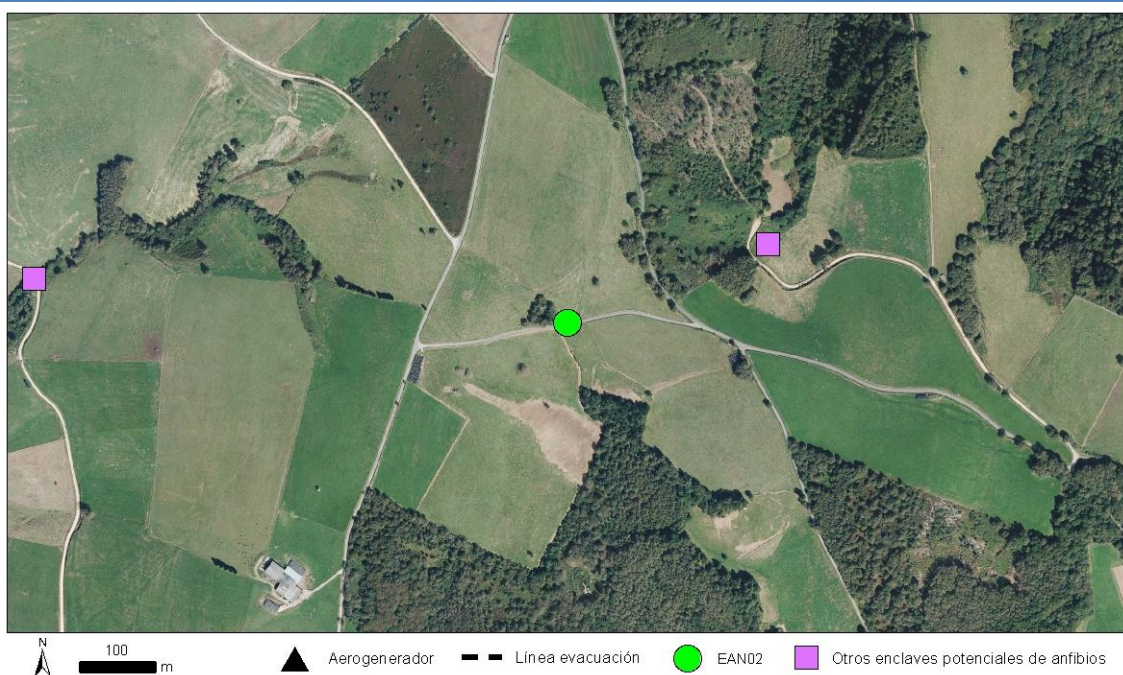 N
100
m
Aerogenerador
Línea evacuación
EAN02
Otros enclaves potenciales de anfibios